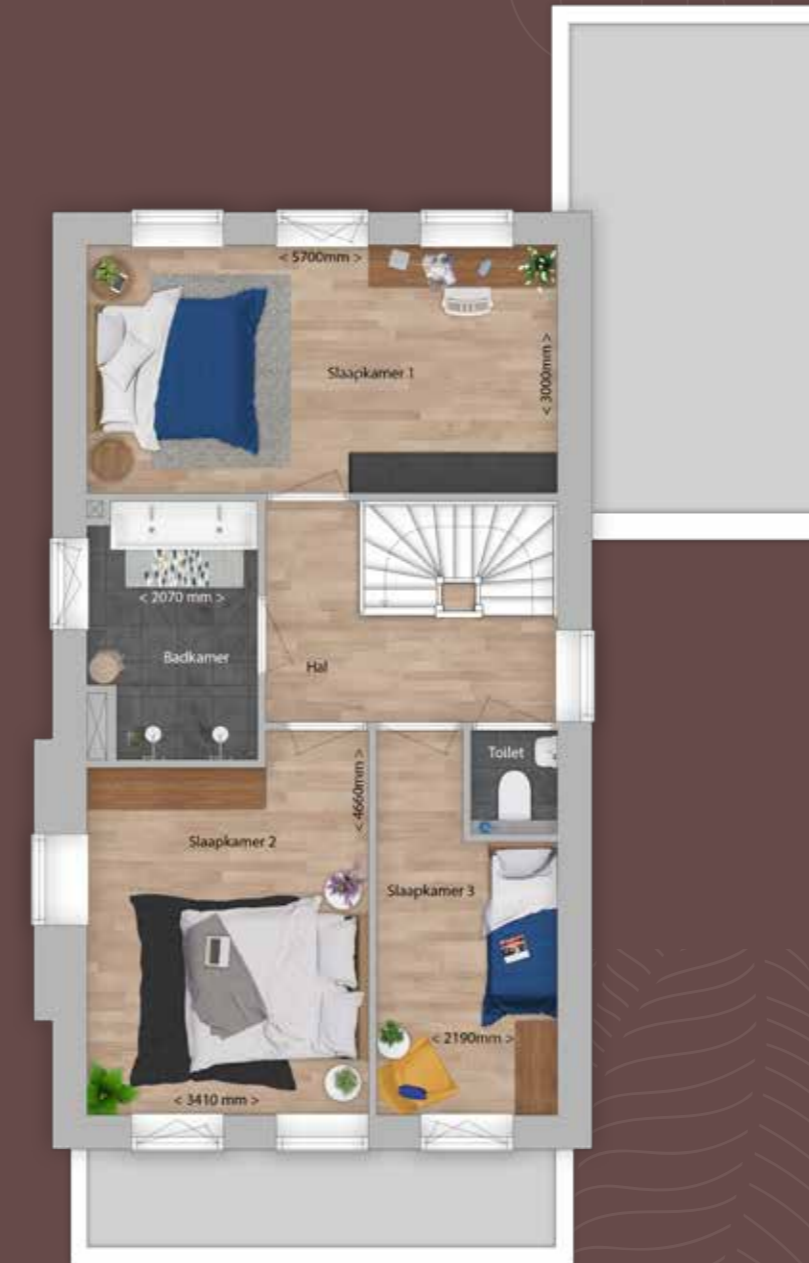 < 5700mm >
Slaapkamer 1
< 3000mm >
< 2070 mm >
Badkamer
Hal
Toilet
< 4660mm >
Slaapkamer 2
Slaapkamer 3
< 2190mm >
< 3410 mm >